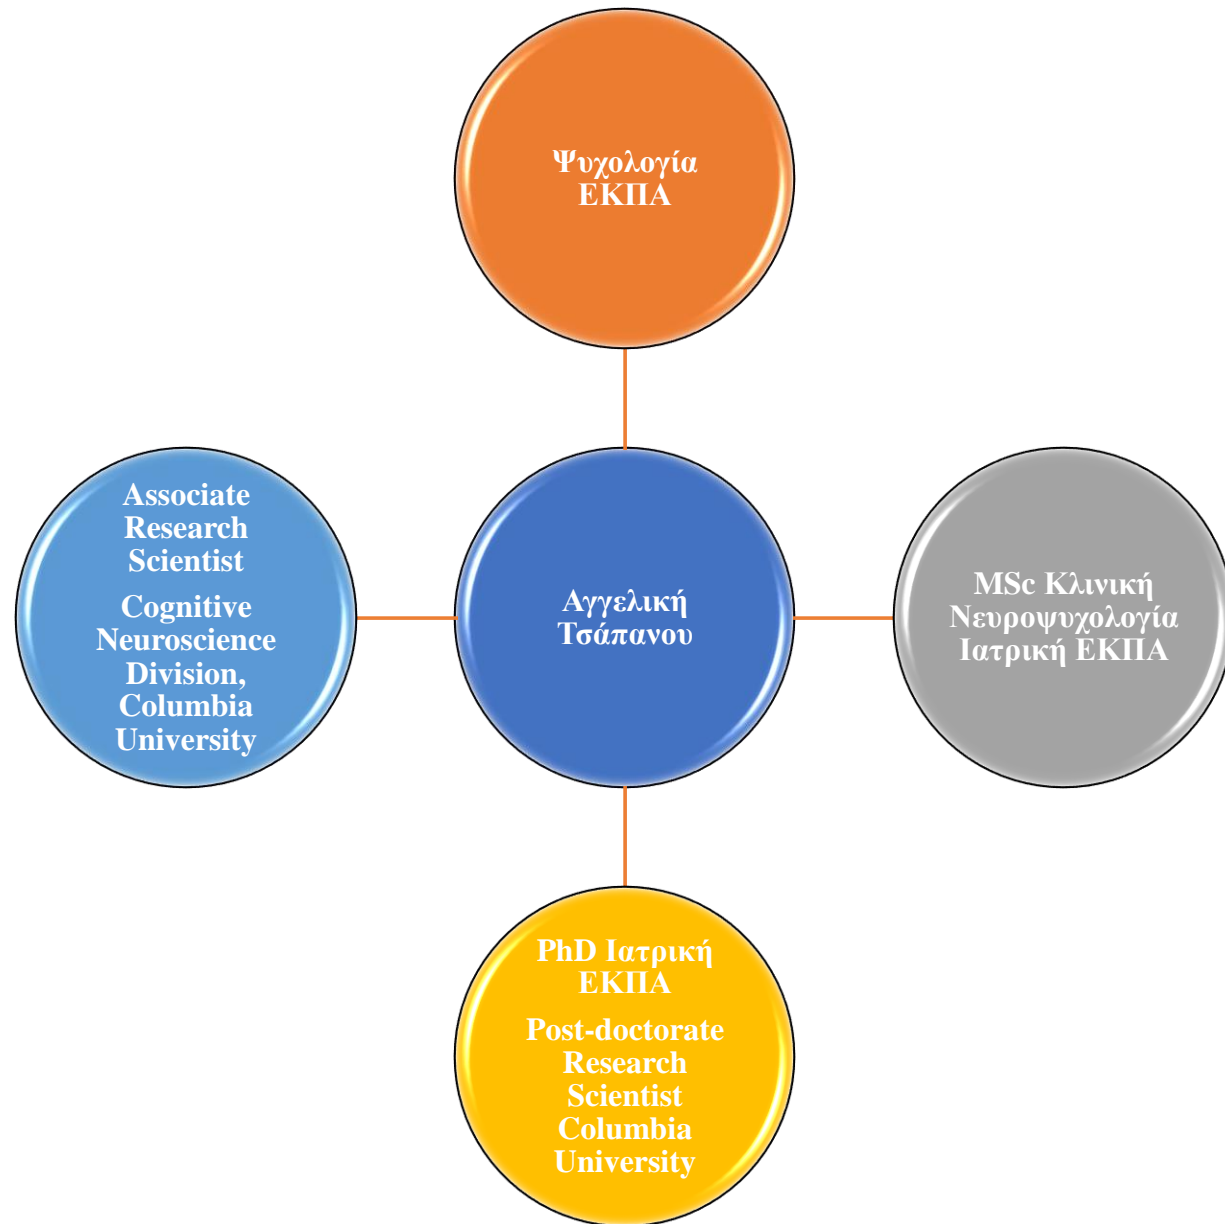 Ψυχολογία
ΕΚΠΑ
Associate
Research
Scientist
Cognitive
Neuroscience
Division,
Columbia
University
Αγγελική
Τσάπανου
MSc Κλινική
Νευροψυχολογία
Ιατρική ΕΚΠΑ
PhD Ιατρική
ΕΚΠΑ
Post-doctorate
Research
Scientist
Columbia
University